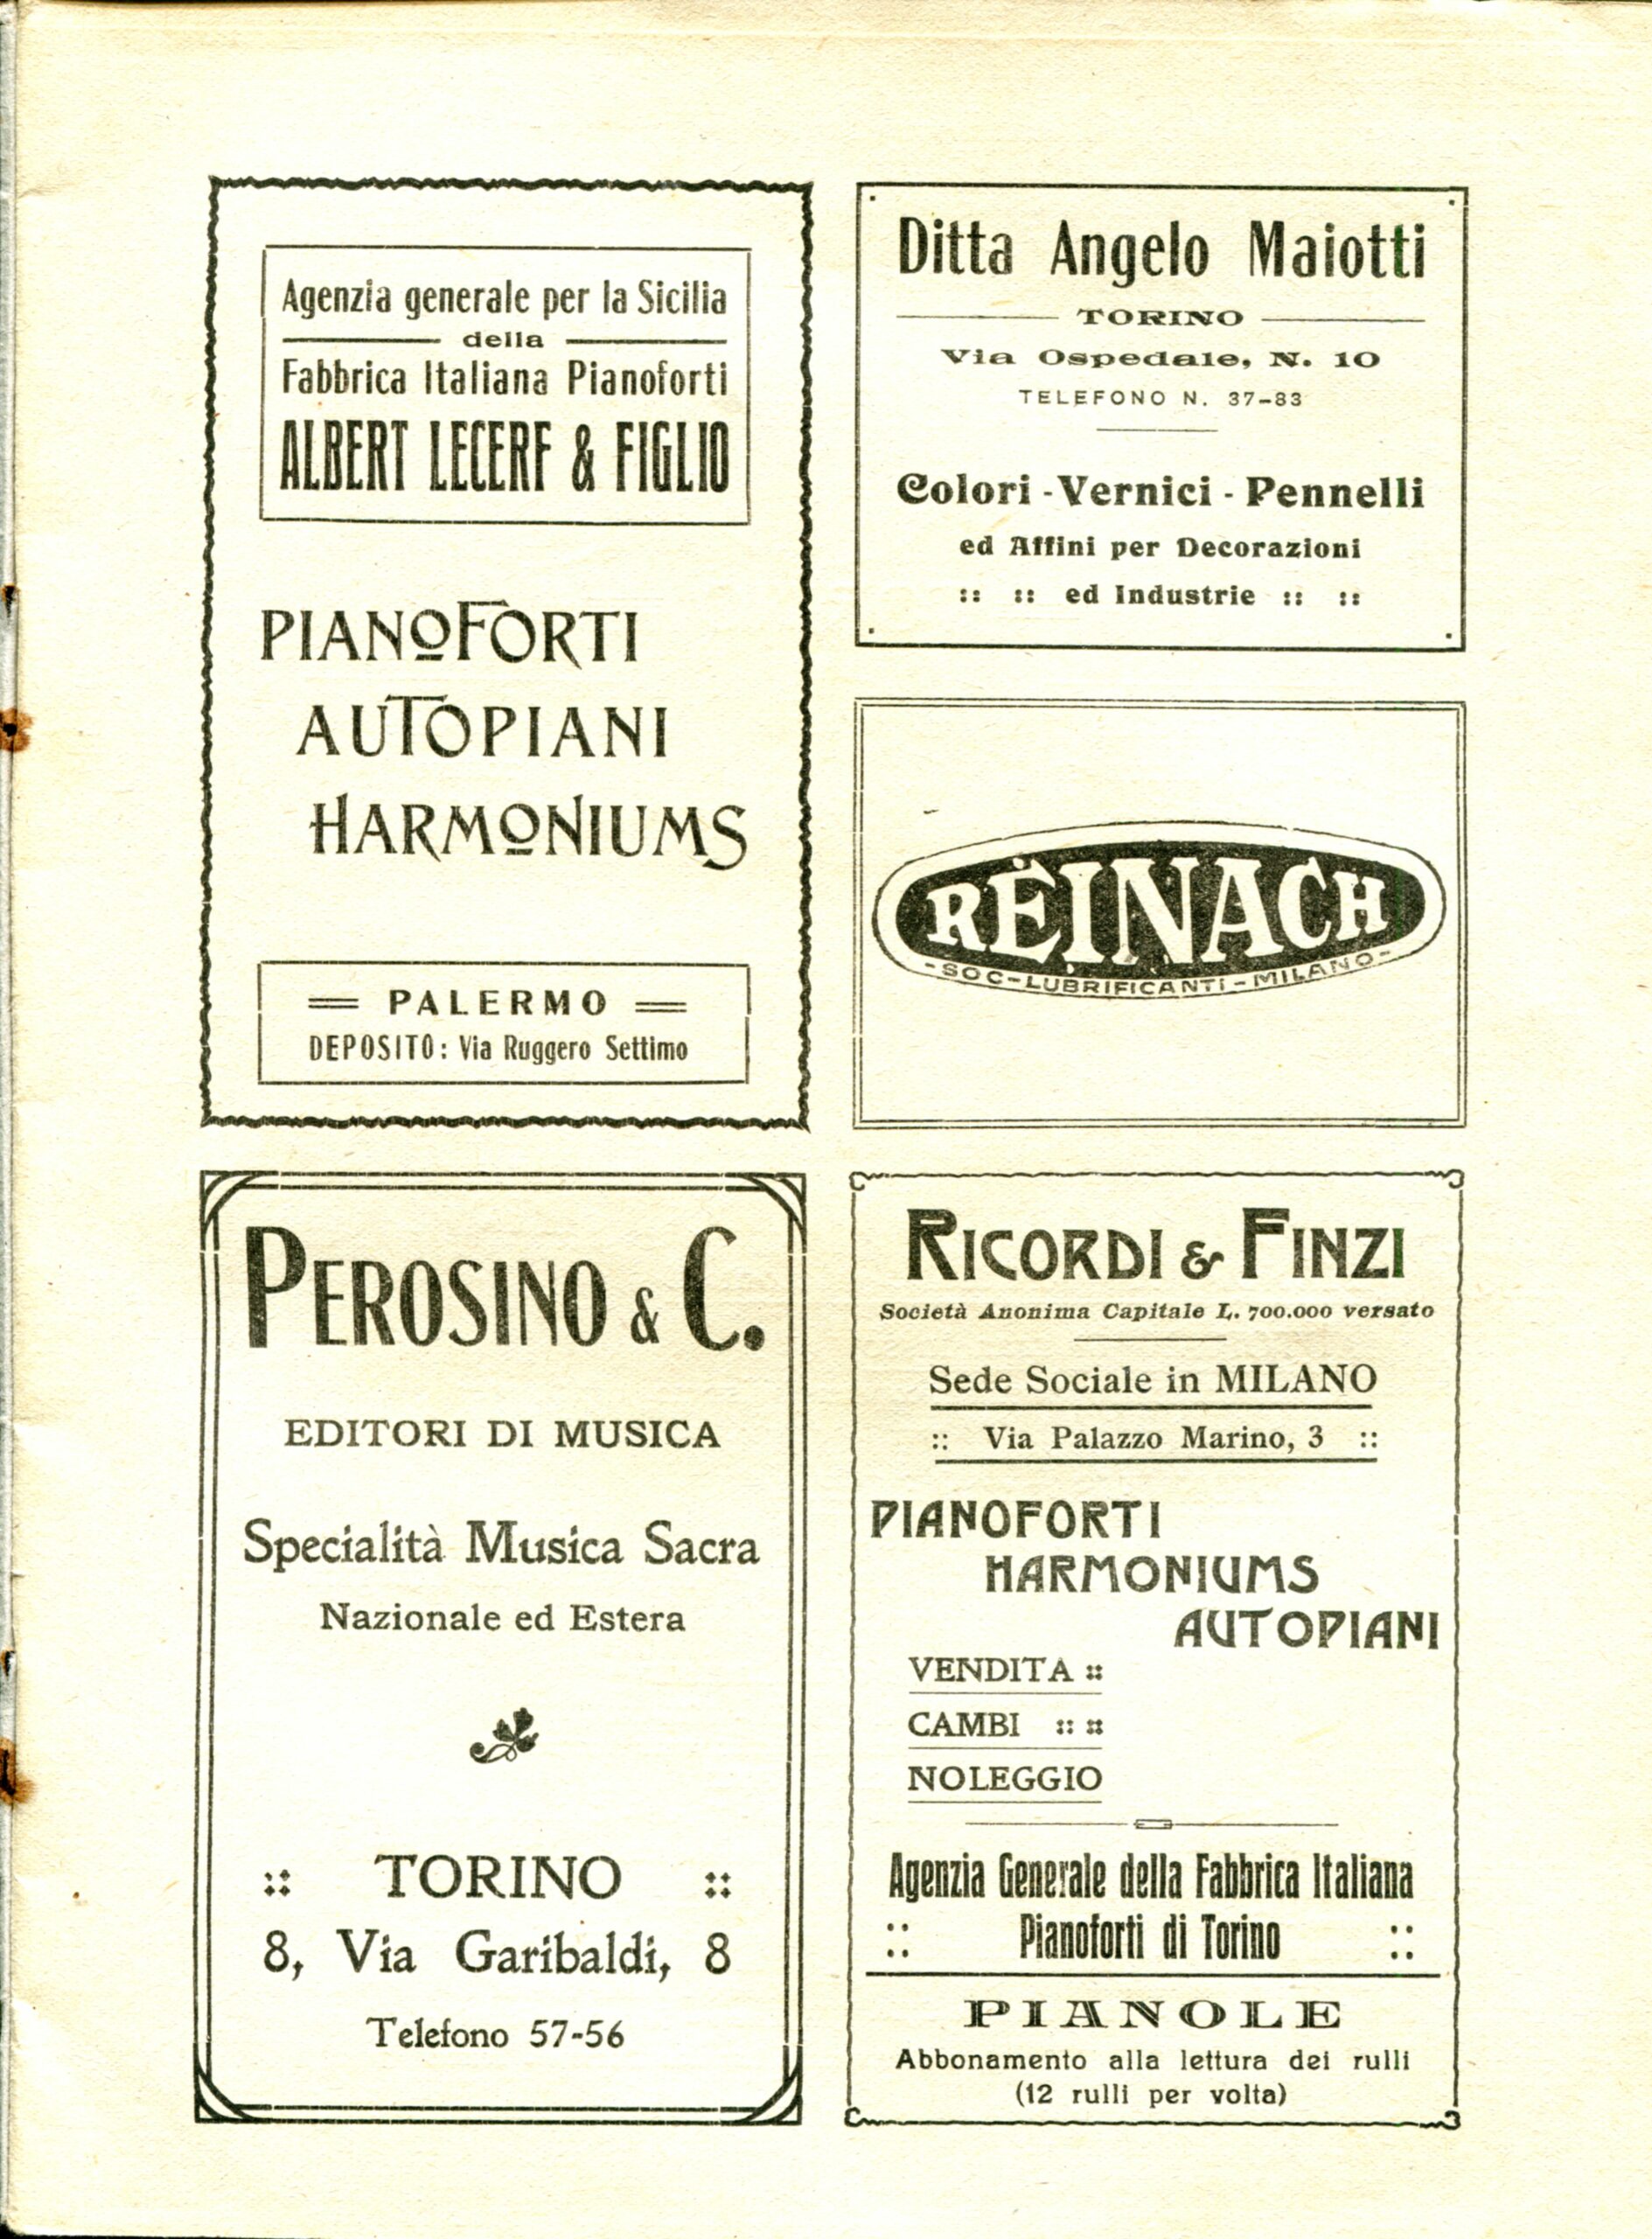 Agenzia generale per la Sicilia
della
Fabbrica Italiana Pianoforti
ALBERT LECERF & FIGLIO
PIANOFORTI
AUTOPIANI
HARMONIUMS
PALERMO
DEPOSITO: Via Ruggero Settimo
Ditta Angelo Maiotti
TORINO
Via Ospedale, N. 10
TELEFONO N. 37-83
Colori - Vernici - Pennelli
ed Affini per Decorazioni
:: :: ed Industrie :: ::
REINACH
-SOC-LUBRIFICANTI-MILANO-
PEROSINO & C.
EDITORI DI MUSICA
Specialità Musica Sacra
Nazionale ed Estera
:: TORINO ::
8, Via Garibaldi, 8
Telefono 57-56
RICORDI & FINZI
Società Anonima Capitale L. 700.000 versato
Sede Sociale in MILANO
:: Via Palazzo Marino, 3 ::
PIANOFORTI
HARMONIUMS
AUTOPIANI
VENDITA ::
CAMBI :: ::
NOLEGGIO
Agenzia Generale della Fabbrica Italiana
:: Pianoforti di Torino ::
PIANOLE
Abbonamento alla lettura dei rulli
(12 rulli per volta)